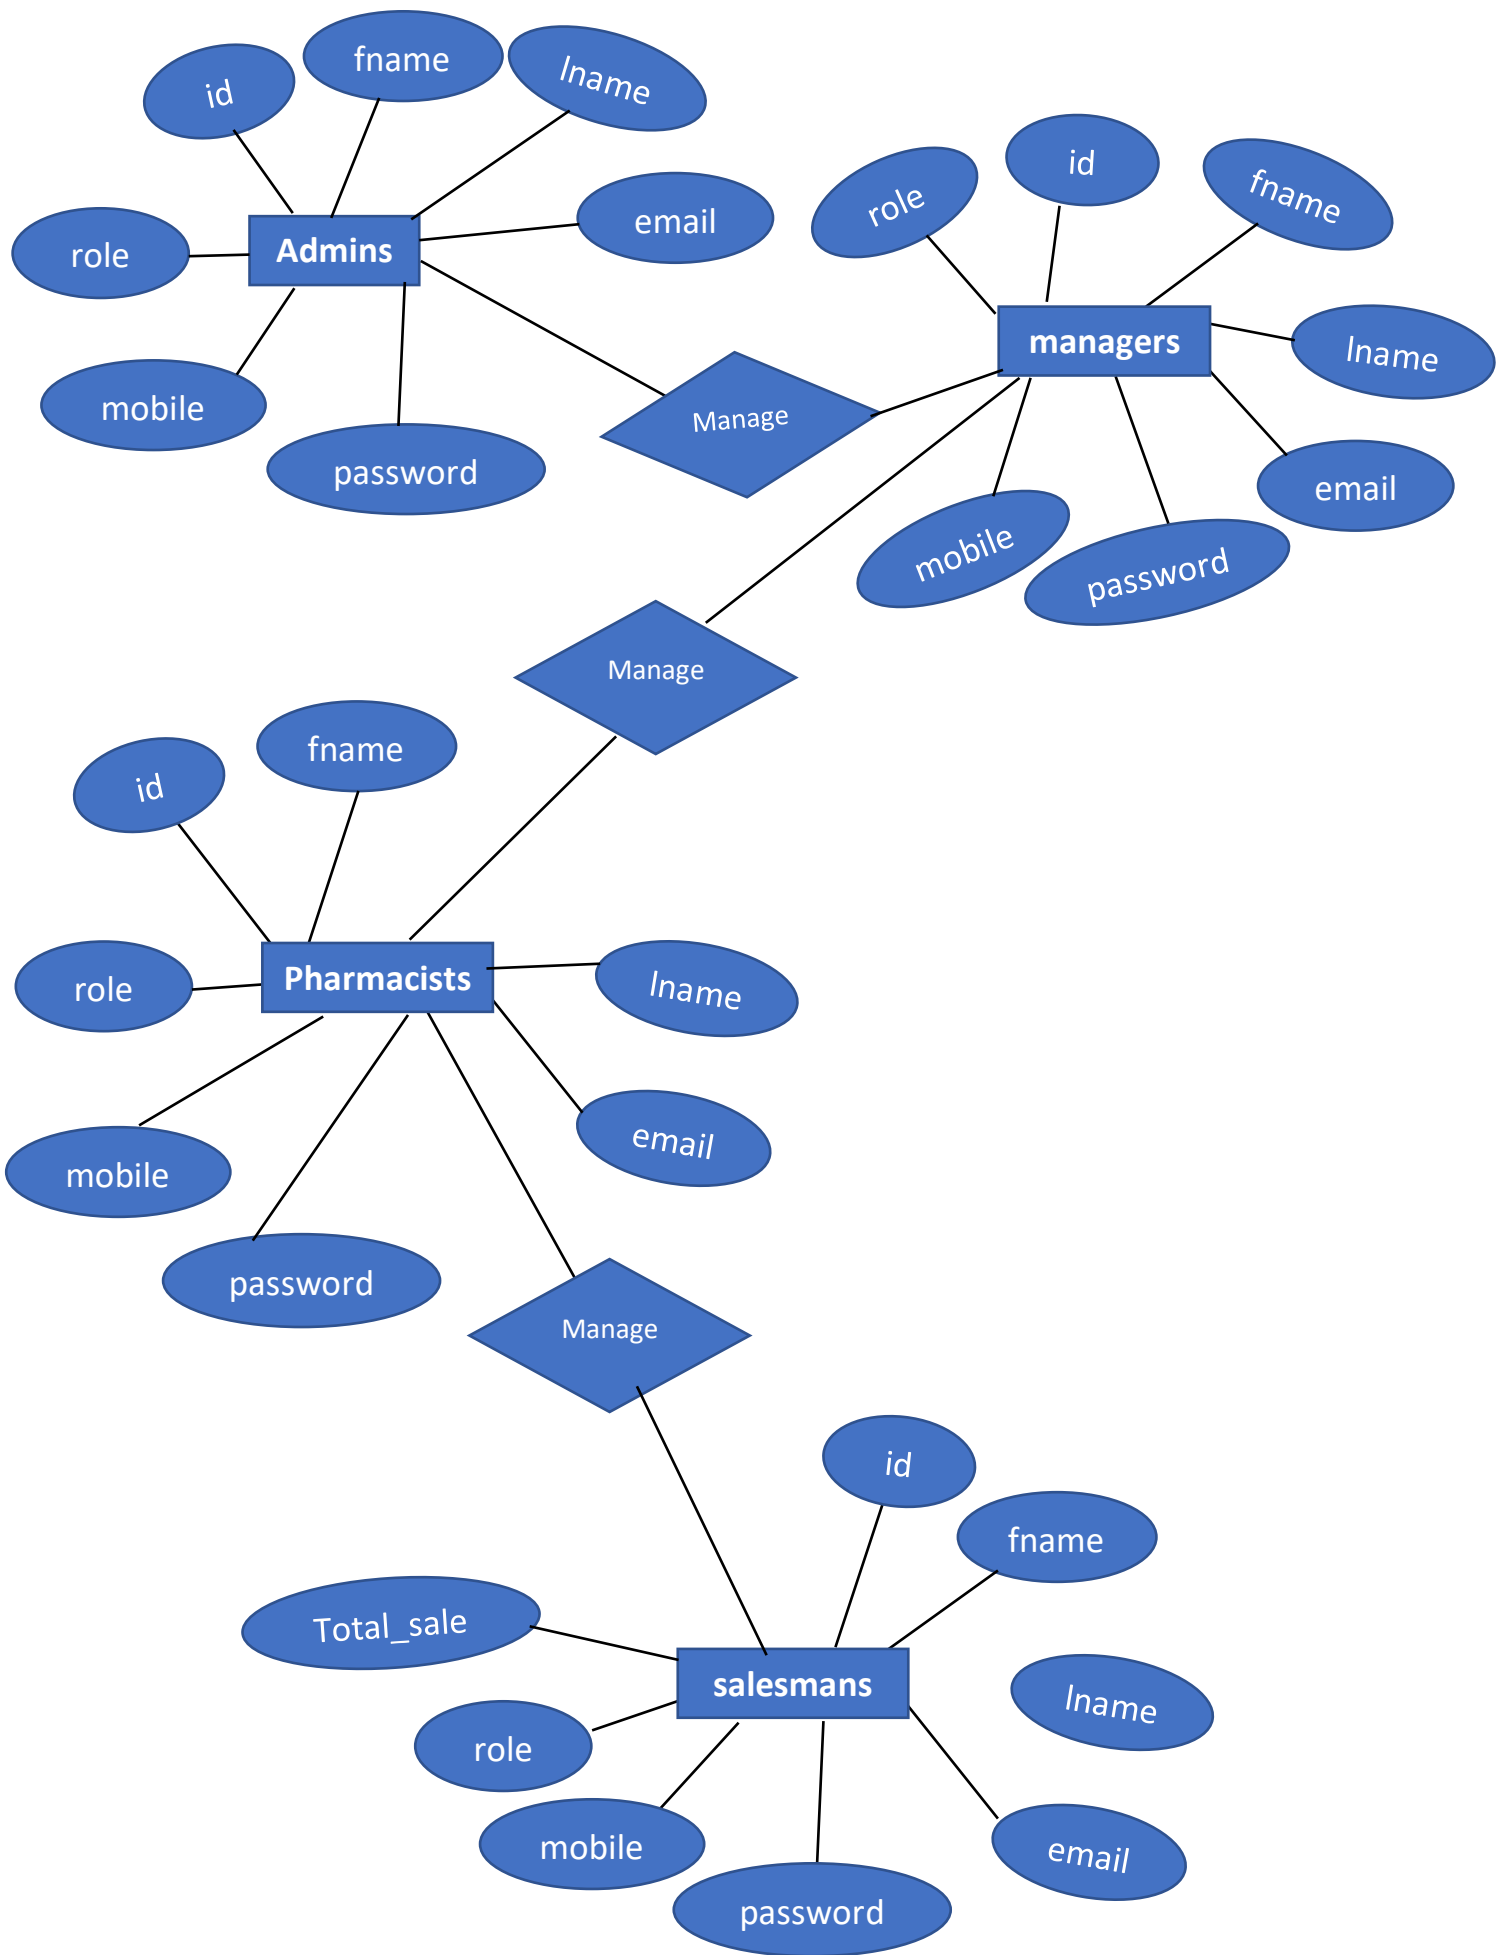 fname
lname
id
email
role
Admins
mobile
password
Manage
id
fname
role
managers
lname
email
mobile
password
Manage
fname
id
Pharmacists
role
lname
email
mobile
password
Manage
id
fname
Total_sale
salesmans
lname
role
mobile
email
password